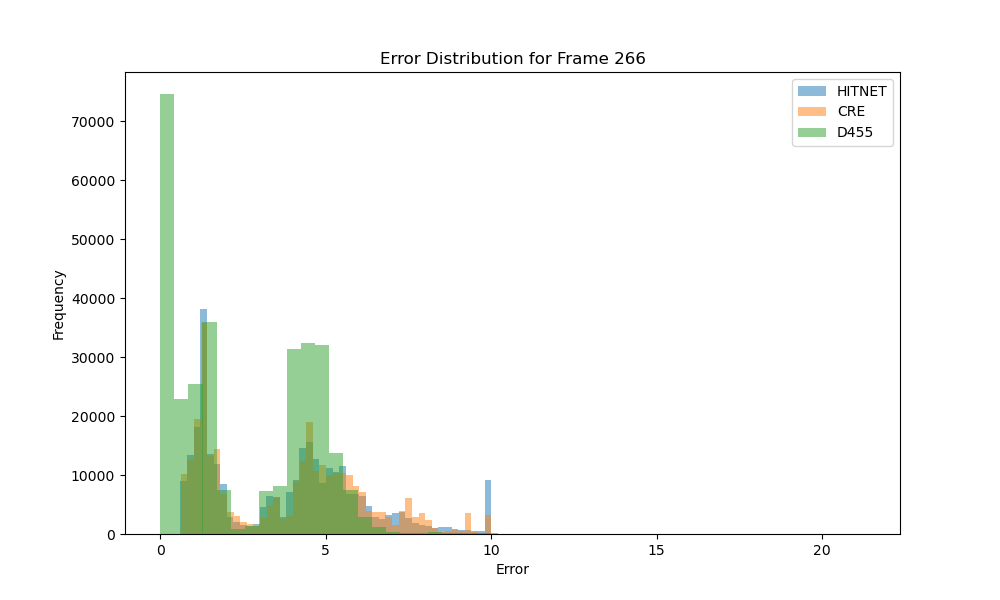 Error Distribution for Frame 266
HITNET
CRE
D455
70000
60000
50000
40000
30000
20000
10000
0
Frequency
0 5 10 15 20
Error